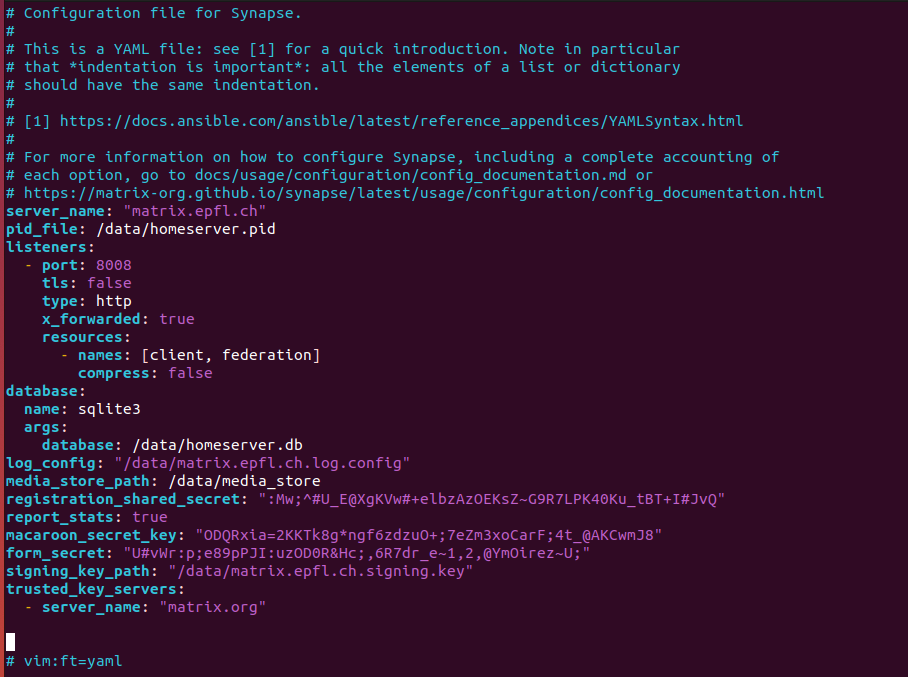 # Configuration file for Synapse.
#
# This is a YAML file: see [1] for a quick introduction. Note in particular
# that *indentation is important*: all the elements of a list or dictionary
# should have the same indentation.
#
# [1] https://docs.ansible.com/ansible/latest/reference_appendices/YAMLSyntax.html
#
# For more information on how to configure Synapse, including a complete accounting of
# each option, go to docs/usage/configuration/config_documentation.md or
# https://matrix-org.github.io/synapse/latest/usage/configuration/config_documentation.html
server_name: "matrix.epfl.ch"
pid_file: /data/homeserver.pid
listeners:
  - port: 8008
    tls: false
    type: http
    x_forwarded: true
    resources:
      - names: [client, federation]
        compress: false
database:
  name: sqlite3
  args:
    database: /data/homeserver.db
log_config: "/data/matrix.epfl.ch.log.config"
media_store_path: /data/media_store
registration_shared_secret: ":Mw;^#U_E@XgKVw#+elbzAzOEKsZ~G9R7LPK40Ku_tBT+I#JvQ"
report_stats: true
macaroon_secret_key: "ODQRxia=2KKTk8g*ngf6zdzuO+;7eZm3xoCarF;4t_@AKCwmJ8"
form_secret: "U#vWr:p;e89pPJI:uzOD0R&Hc;,6R7dr_e~1,2,@YmOirez~U;"
signing_key_path: "/data/matrix.epfl.ch.signing.key"
trusted_key_servers:
  - server_name: "matrix.org"
# vim:ft=yaml